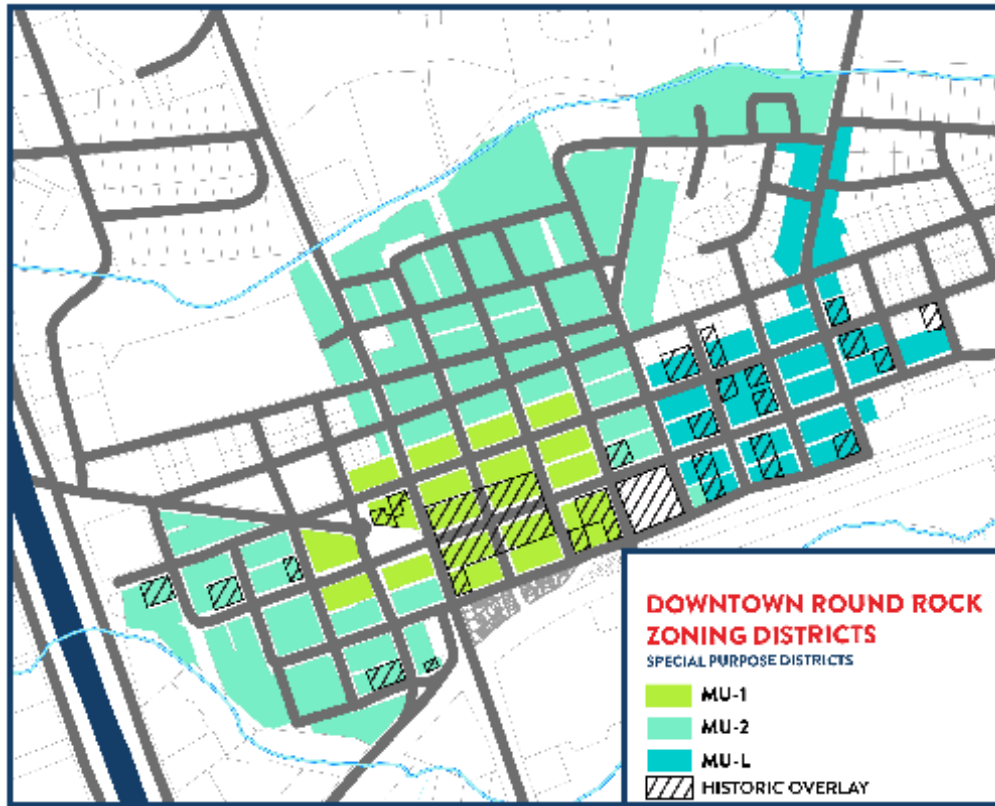 DOWNTOWN ROUND ROCK
ZONING DISTRICTS
SPECIAL PURPOSE DISTRICTS
MU-1
MU-2
MU-L
HISTORIC OVERLAY